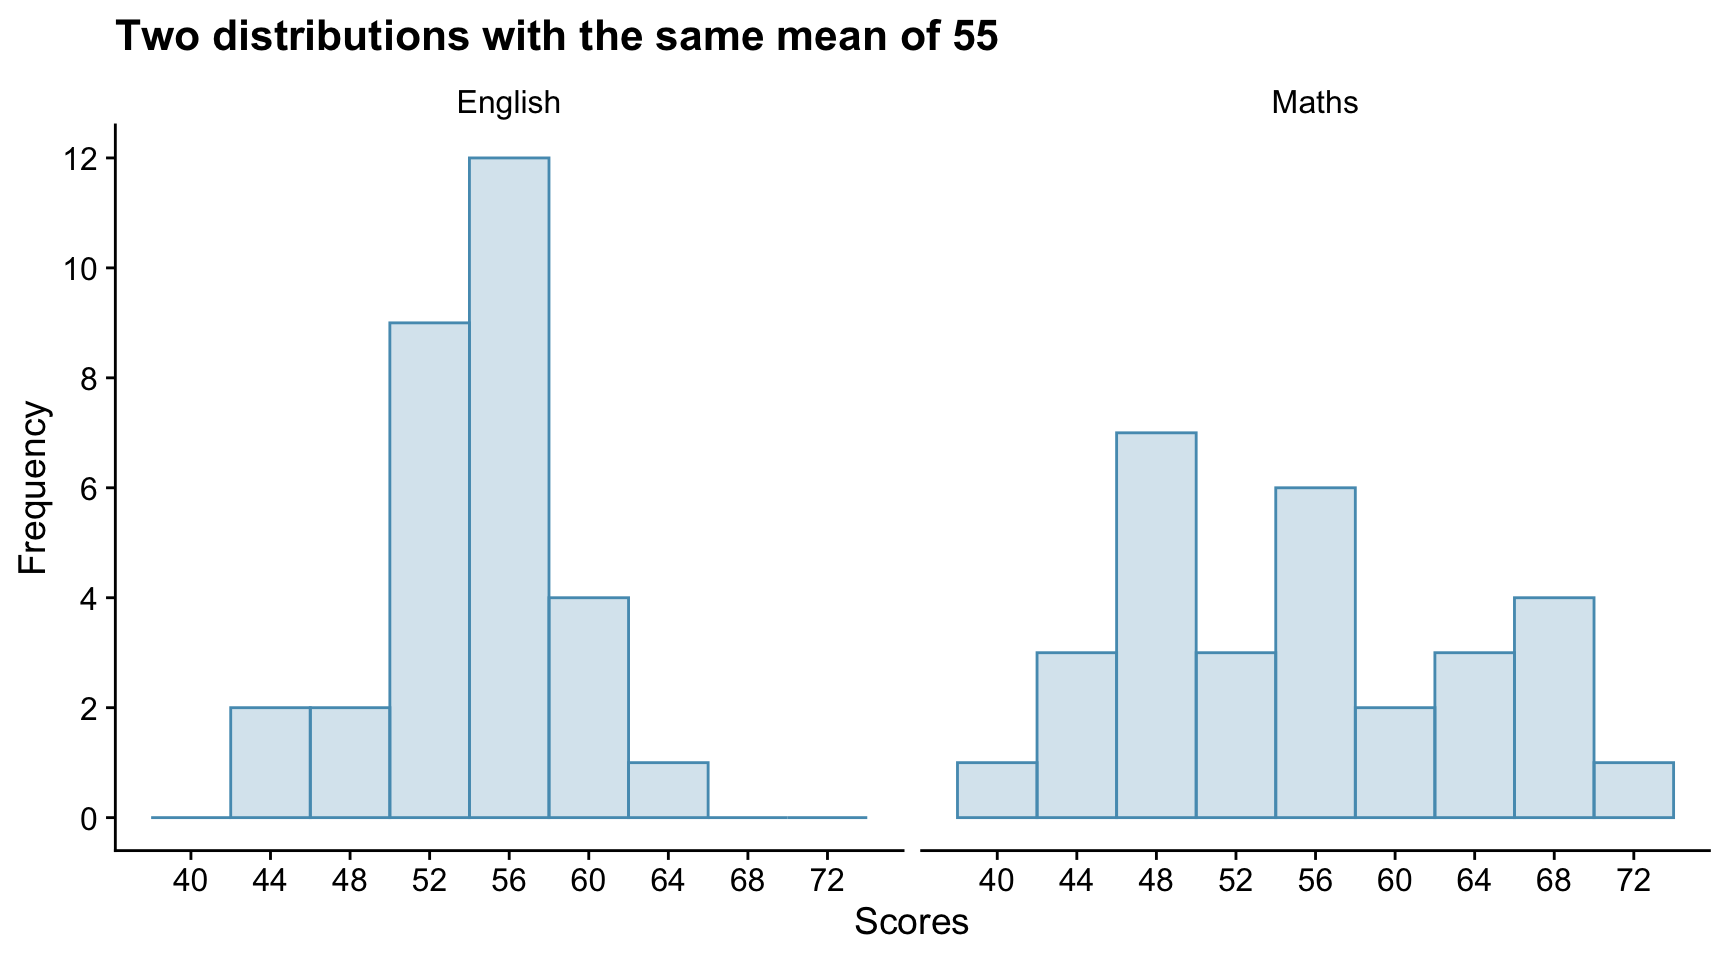 Two distributions with the same mean of 55
English Maths
12
10
8
6
4
2
0
Frequency
40 44 48 52 56 60 64 68 72 40 44 48 52 56 60 64 68 72
Scores